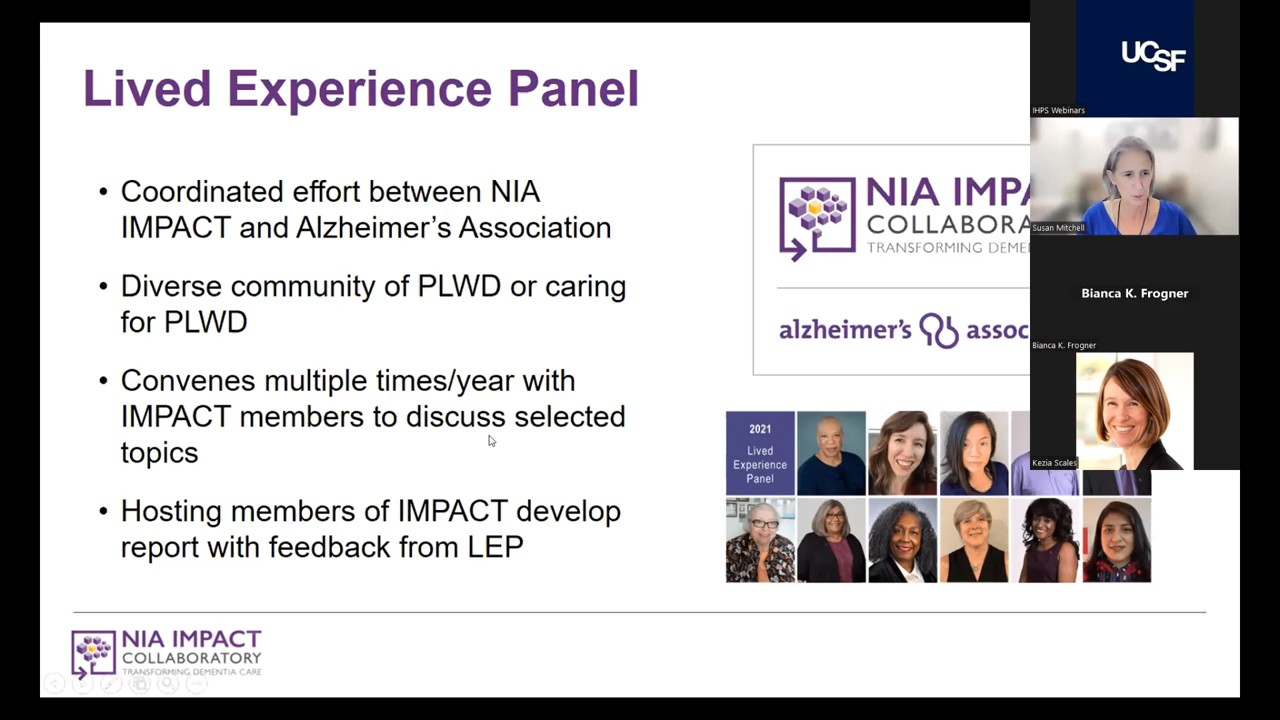 Lived Experience Panel
• Coordinated effort between NIA
IMPACT and Alzheimer's Association
• Diverse community of PLWD or caring
for PLWD
• Convenes multiple times/year with
IMPACT members to discuss selected
topics
• Hosting members of IMPACT develop
report with feedback from LEP
NIA IMPA
COLLABORA
TRANSFORMING DEME
alzheimer's assoc
2021
Lived
Experience
Panel
NIA IMPACT
COLLABORATORY
TRANSFORMING DEMENTIA CARE
UCSF
IHPS Webinars
Susan Mitchell
Bianca K. Frogner
Bianca K. Frogner
Kezia Scales